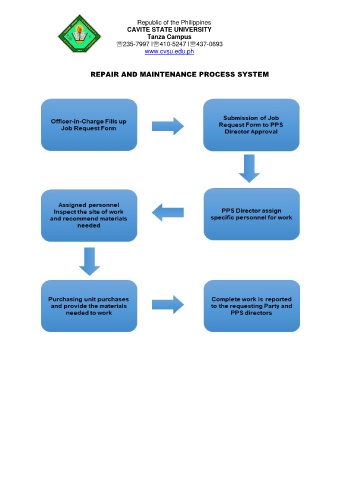 Republic of the Philippines
CAVITE STATE UNIVERSITY
Tanza Campus
☏235-7997 I☏410-5247 I☏437-0693
www.cvsu.edu.ph
REPAIR AND MAINTENANCE PROCESS SYSTEM
Officer-in-Charge Fills up
Job Request Form
Submission of Job
Request Form to PPS
Director Approval
PPS Director assign
specific personnel for work
Assigned personnel
Inspect the site of work
and recommend materials
needed
Purchasing unit purchases
and provide the materials
needed to work
Complete work is reported
to the requesting Party and
PPS directors